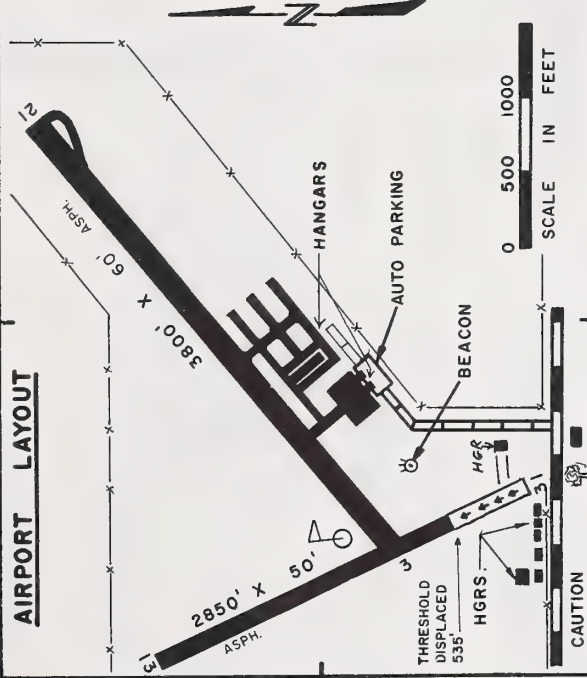 AIRPORT LAYOUT
N
21
ASPH.
3800' X 60'
HANGARS
AUTO PARKING
BEACON
0 500 1000
SCALE IN FEET
13
2850' X 50'
ASPH.
3
HGR
31
THRESHOLD
DISPLACED
535'
HGRS.
CAUTION